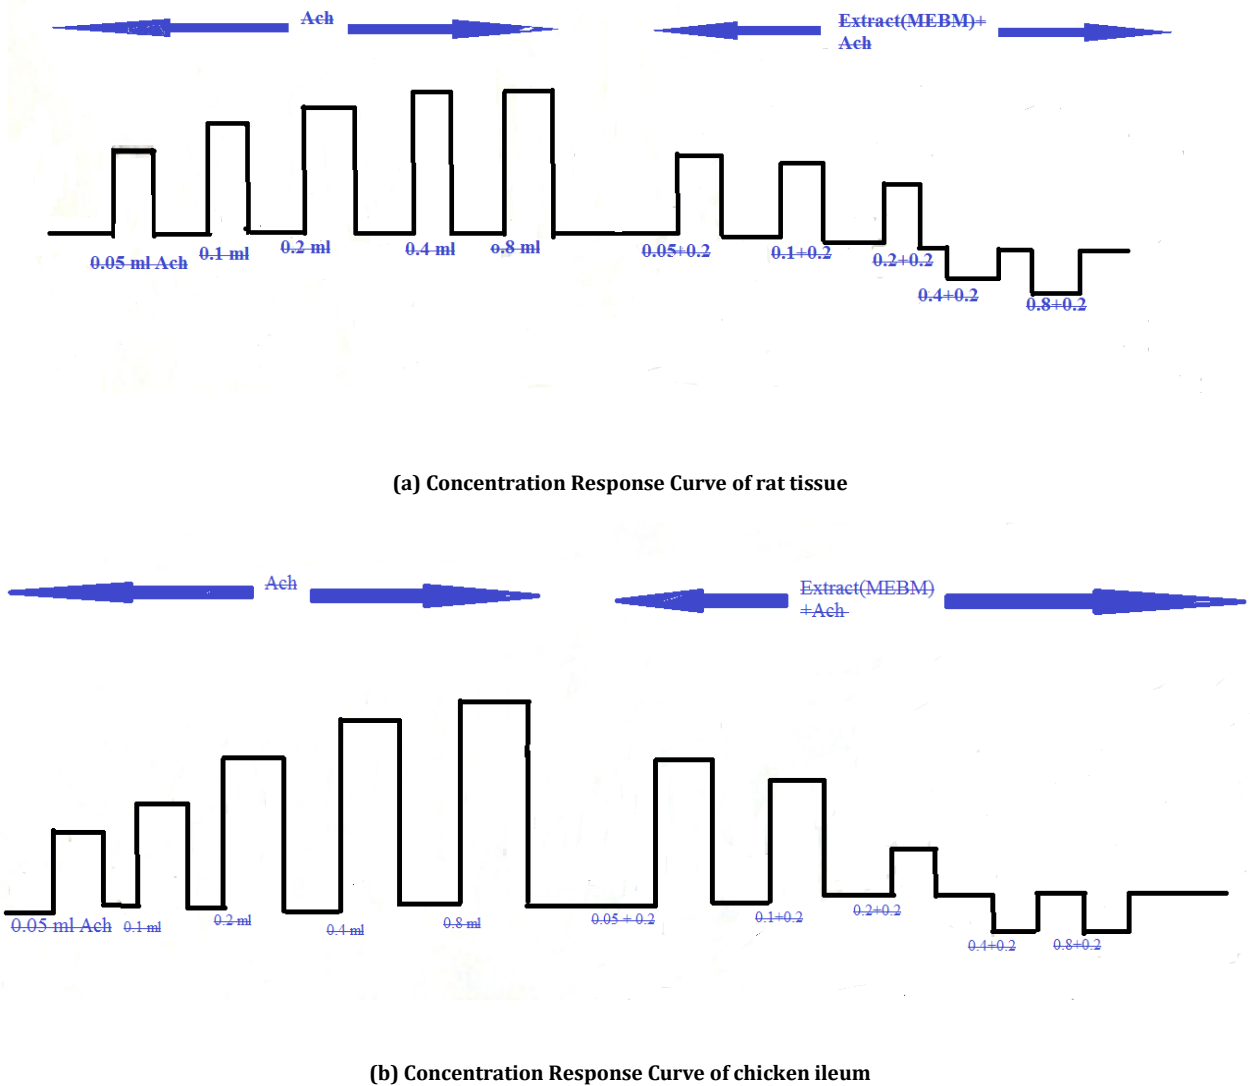 Ach
Extract(MEBM)+
Ach
0.05 ml Ach
0.1 ml
0.2 ml
0.4 ml
o.8 ml
0.05+0.2
0.1+0.2
0.2+0.2
0.4+0.2
0.8+0.2
(a) Concentration Response Curve of rat tissue
Ach
Extract(MEBM)
+Ach
0.05 ml Ach
0.1 ml
0.2 ml
0.4 ml
0.8 ml
0.05 + 0.2
0.1+0.2
0.2+0.2
0.4+0.2
0.8+0.2
(b) Concentration Response Curve of chicken ileum